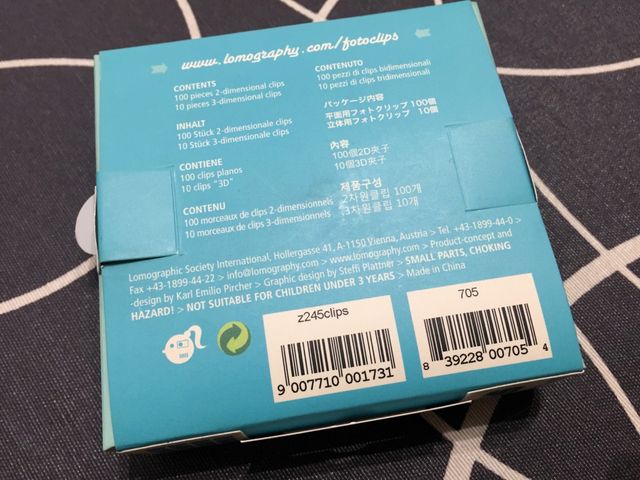 www.lomography.com/fotoclips
CONTENTS
100 pieces 2-dimensional clips
10 pieces 3-dimensional clips
INHALT
100 Stück 2-dimensionale clips
10 Stück 3-dimensionale clips
CONTIENE
100 clips planos
10 clips "3D"
CONTENU
100 morceaux de clips 2-dimensionnels
10 morceaux de clips 3-dimensionnels
CONTENUTO
100 pezzi di clips bidimensionali
10 pezzi di clips tridimensionali
パッケージ内容
平面用フォトクリップ 100個
立体用フォトクリップ 10個
內容
100個2D夾子
10個3D夾子
제품구성
2차원클립 100개
3차원클립 10개
Lomographic Society International, Hollergasse 41, A-1150 Vienna, Austria > Tel. +43-1899-44-0 >
Fax +43-1899-44-22 > info@lomography.com > www.lomography.com > Product-concept and
-design by Karl Emilio Pircher > Graphic design by Steffi Plattner > SMALL PARTS, CHOKING
HAZARD! > NOT SUITABLE FOR CHILDREN UNDER 3 YEARS > Made in China
z245clips
9 007710 001731
705
8 39228 00705 4